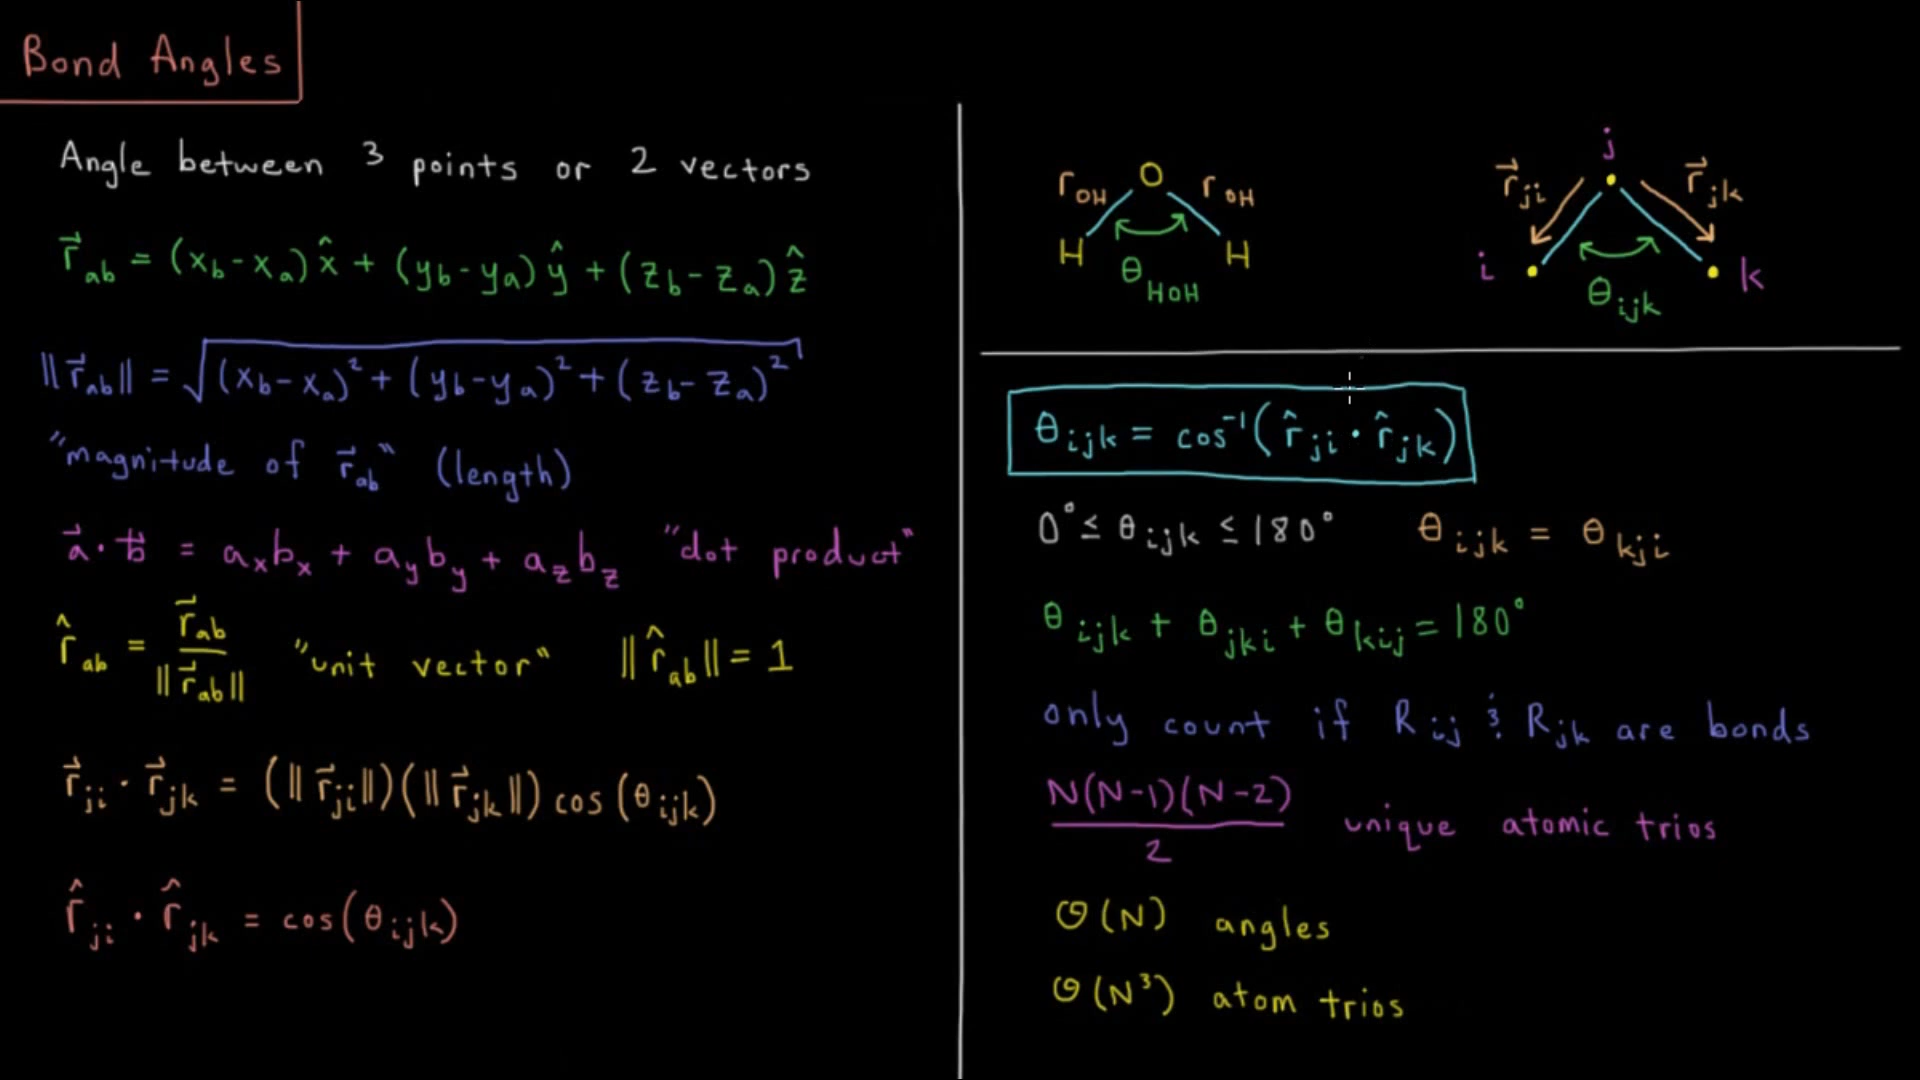 Bond Angles
Angle between 3 points or 2 vectors
r⃗ab = (xb-xa)x̂ + (yb-ya)ŷ + (zb-za)ẑ
||r⃗ab|| = √((xb-xa)² + (yb-ya)² + (zb-za)²)
"magnitude of r⃗ab" (length)
a⃗·b⃗ = axbx + ayby + azbz "dot product"
r̂ab = r⃗ab / ||r⃗ab|| "unit vector" ||r̂ab|| = 1
r⃗ji · r⃗jk = (||r⃗ji||)(||r⃗jk||) cos(θijk)
r̂ji · r̂jk = cos(θijk)
rOH O rOH
H H
θHOH
j
r⃗ji r⃗jk
i k
θijk
θijk = cos⁻¹(r̂ji · r̂jk)
0° ≤ θijk ≤ 180° θijk = θkji
θijk + θjki + θkij = 180°
only count if Rij & Rjk are bonds
N(N-1)(N-2) / 2 unique atomic trios
O(N) angles
O(N³) atom trios